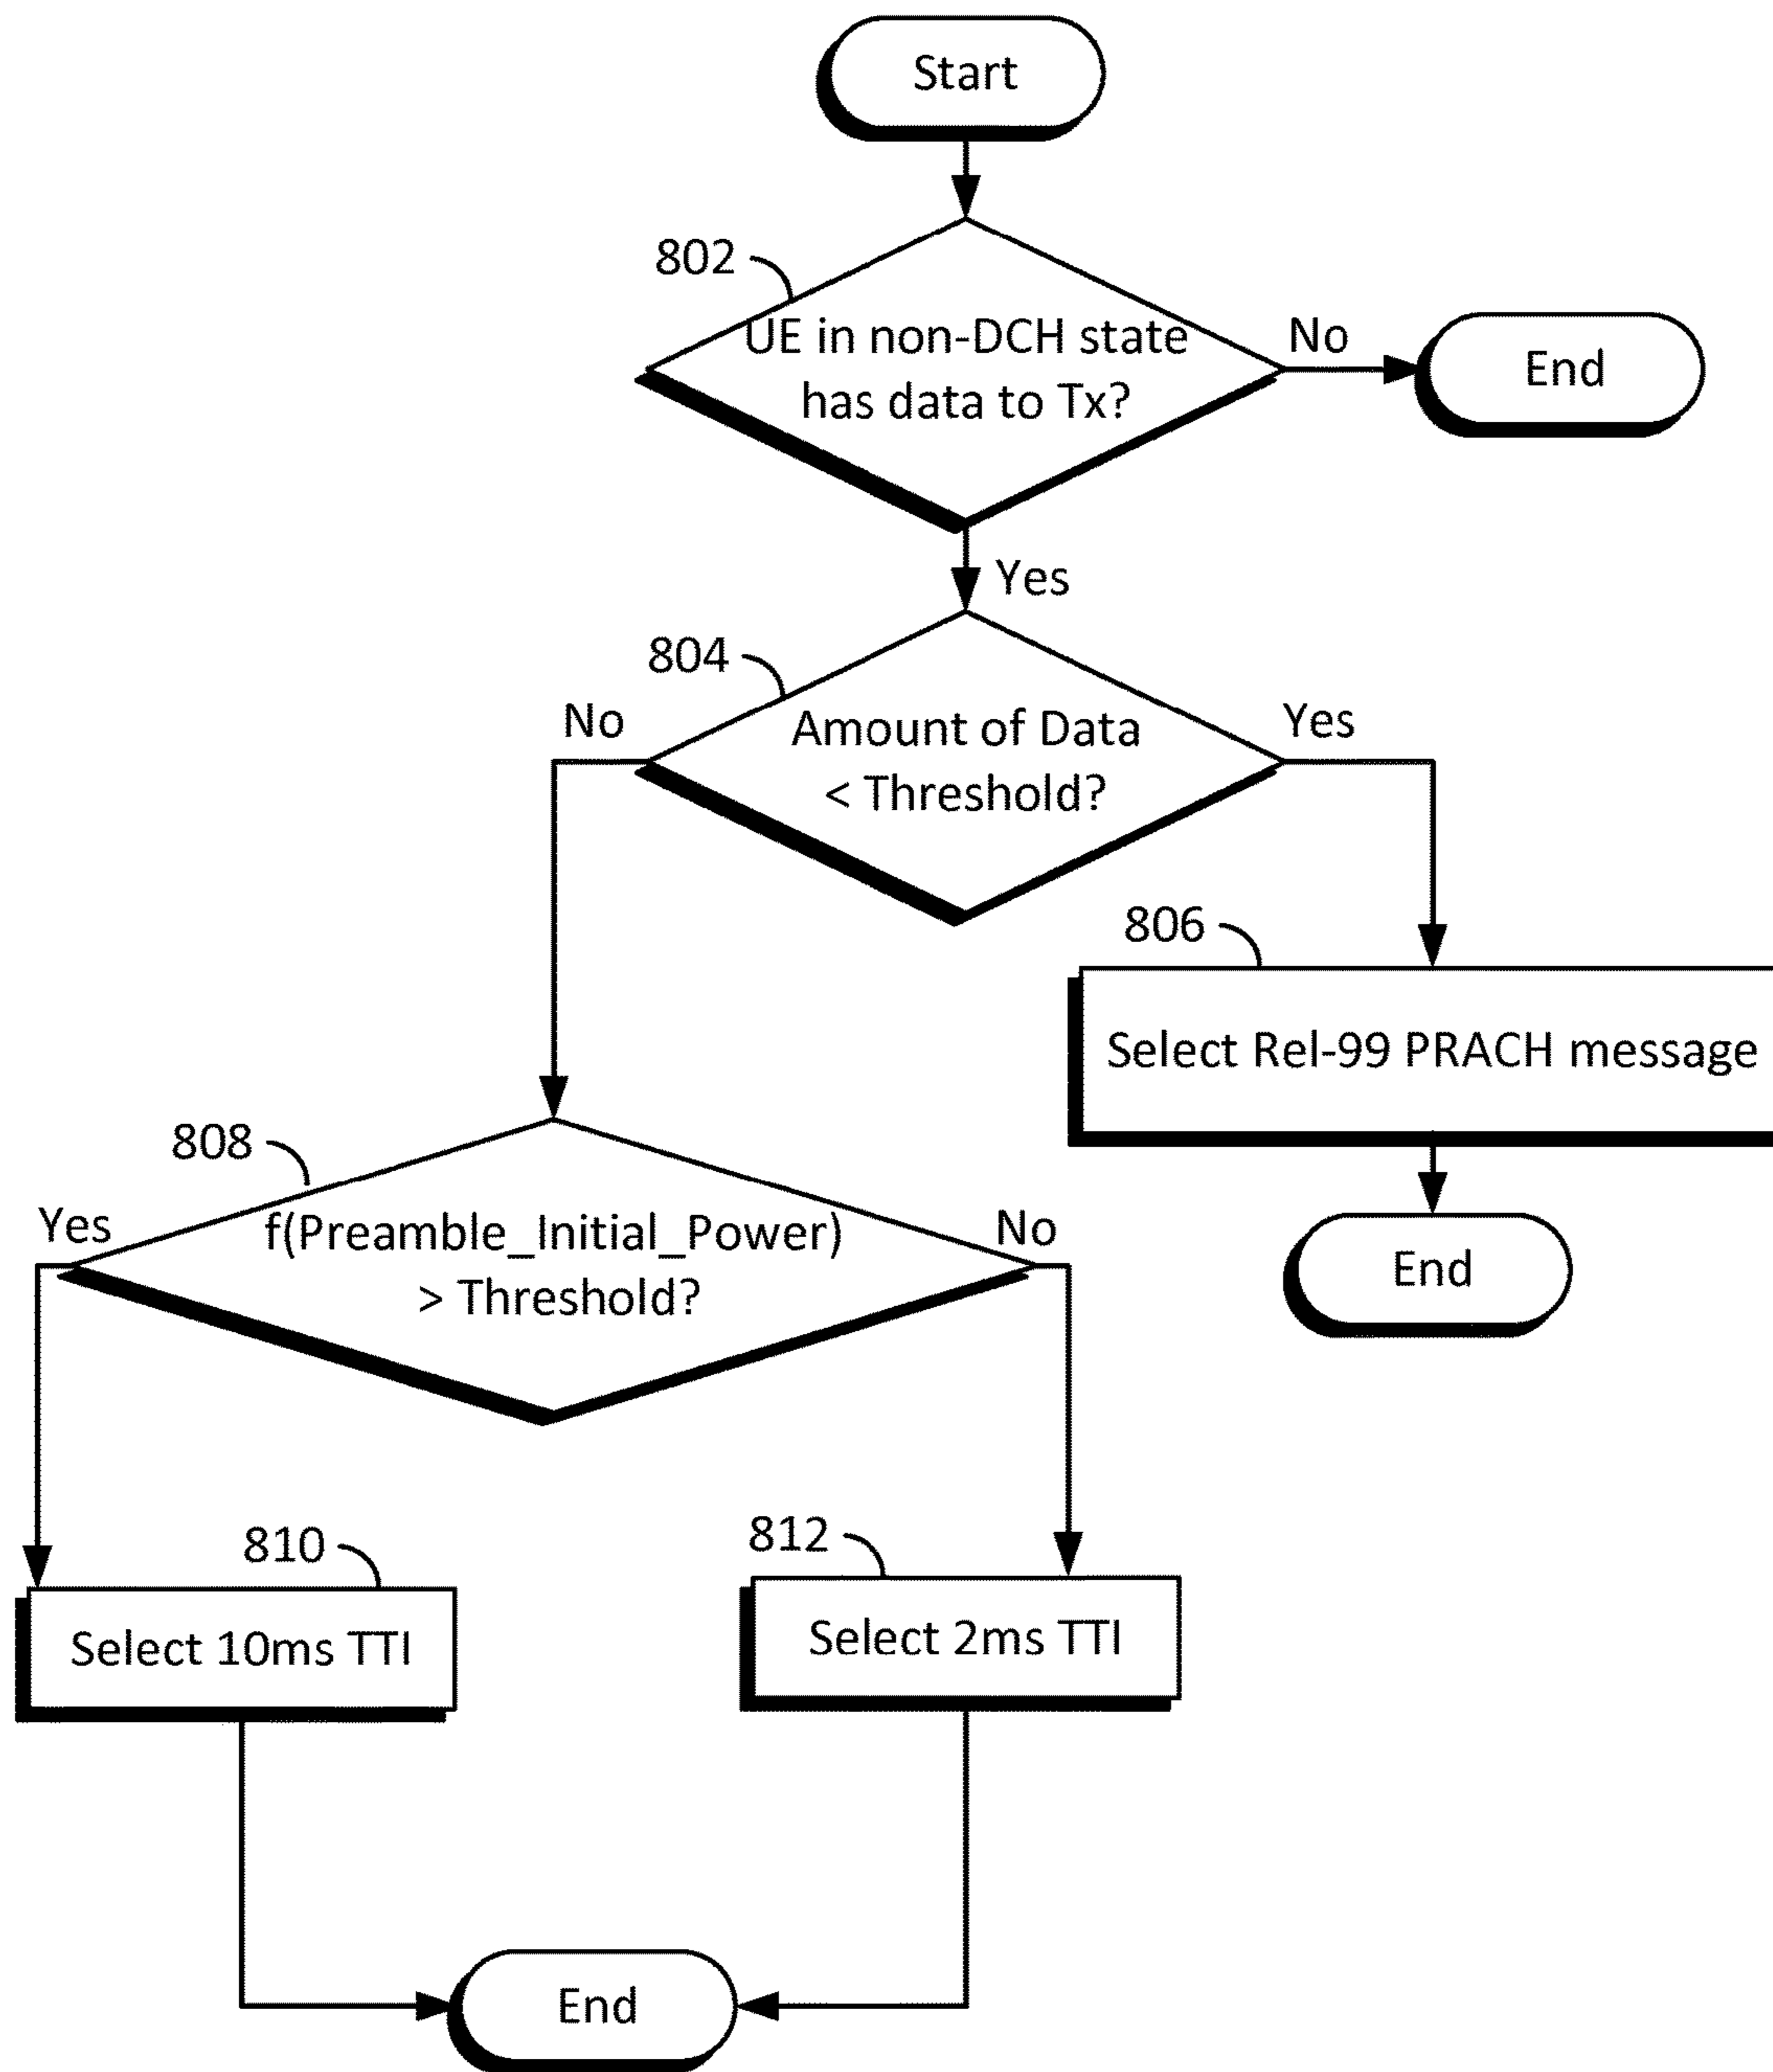 Start
802
UE in non-DCH state
has data to Tx?
No
End
Yes
804
No
Amount of Data
< Threshold?
Yes
806
Select Rel-99 PRACH message
End
808
Yes
f(Preamble_Initial_Power)
> Threshold?
No
810
Select 10ms TTI
812
Select 2ms TTI
End